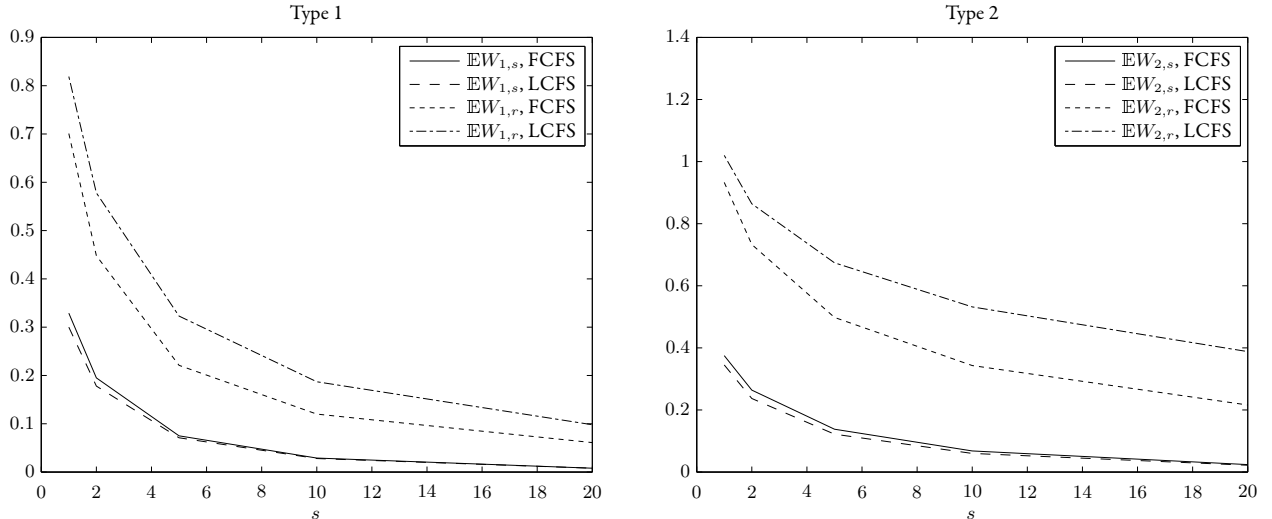 Type 1
0.9
0.8
0.7
0.6
0.5
0.4
0.3
0.2
0.1
0
0 2 4 6 8 10 12 14 16 18 20
s
𝔼W1,s, FCFS
𝔼W1,s, LCFS
𝔼W1,r, FCFS
𝔼W1,r, LCFS
Type 2
1.4
1.2
1
0.8
0.6
0.4
0.2
0
0 2 4 6 8 10 12 14 16 18 20
s
𝔼W2,s, FCFS
𝔼W2,s, LCFS
𝔼W2,r, FCFS
𝔼W2,r, LCFS